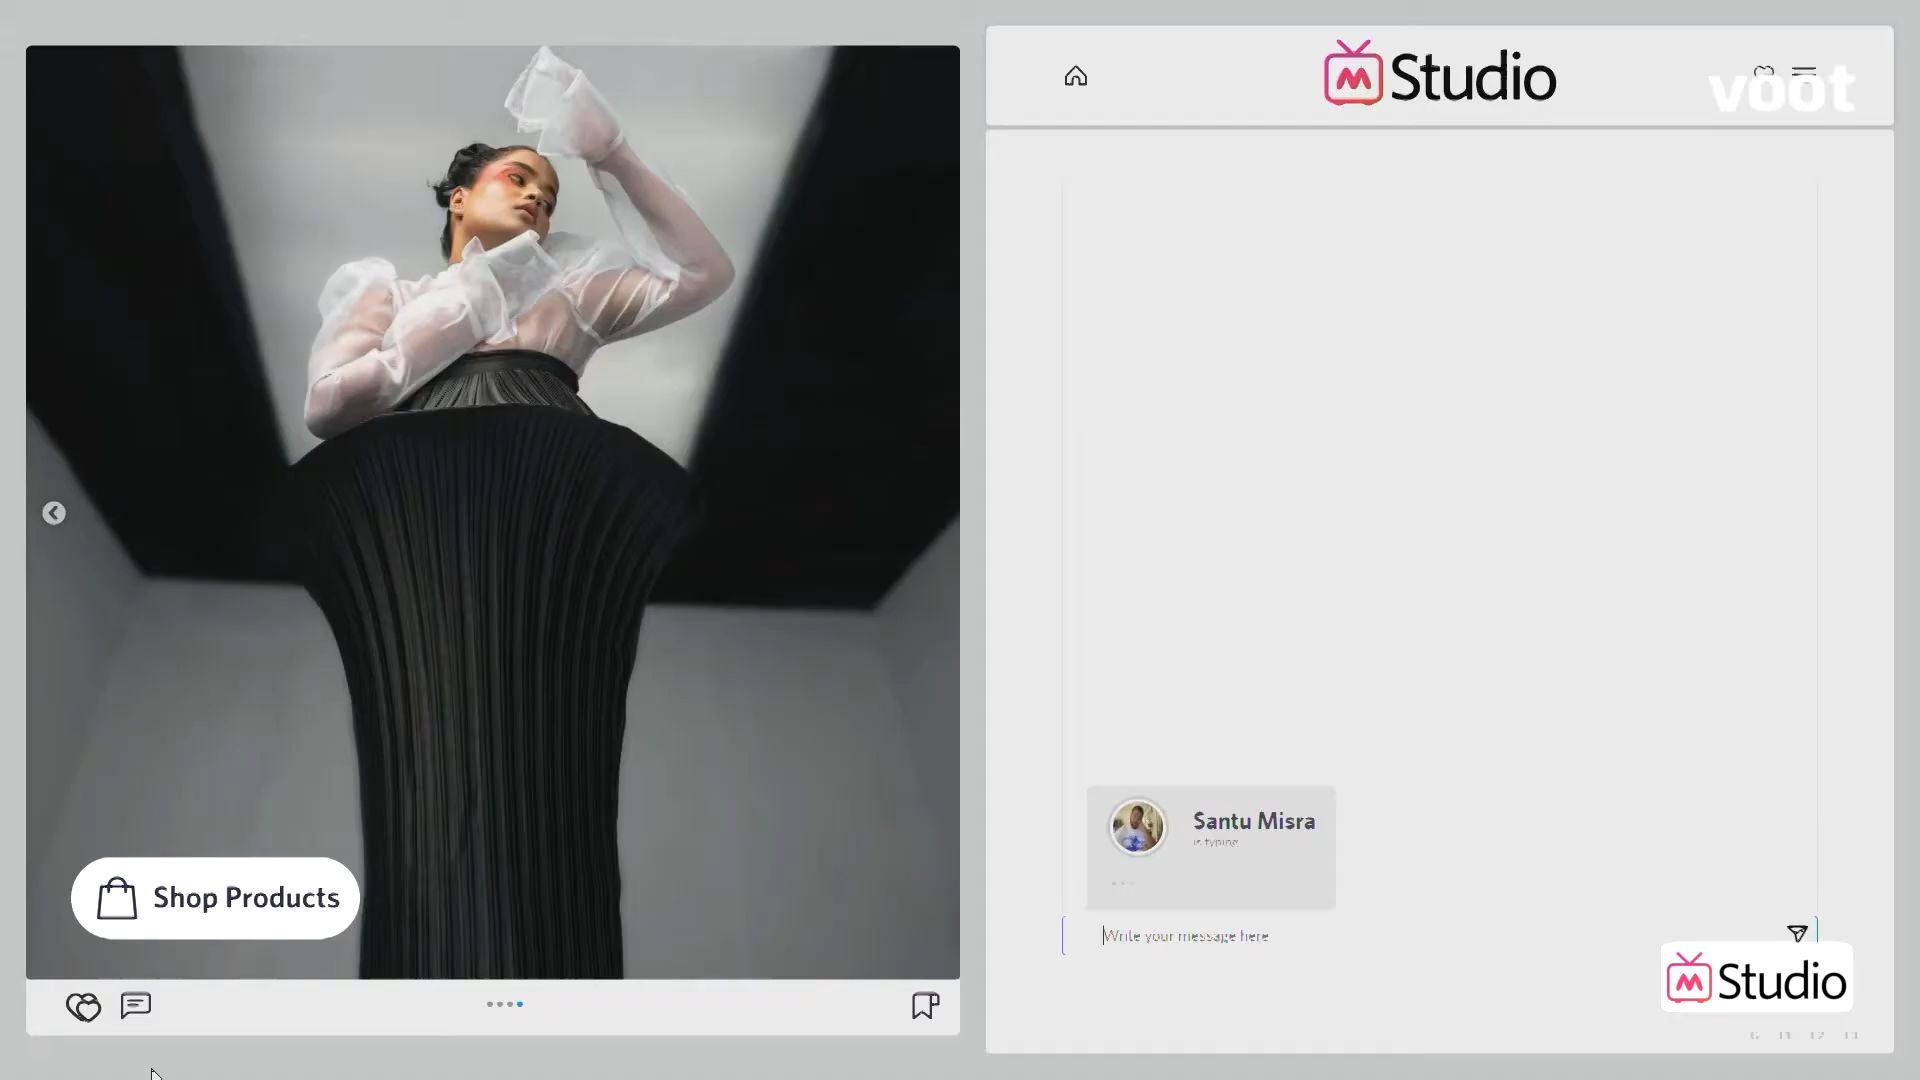 Studio
voot
Santu Misra
is typing
Shop Products
Write your message here
Studio